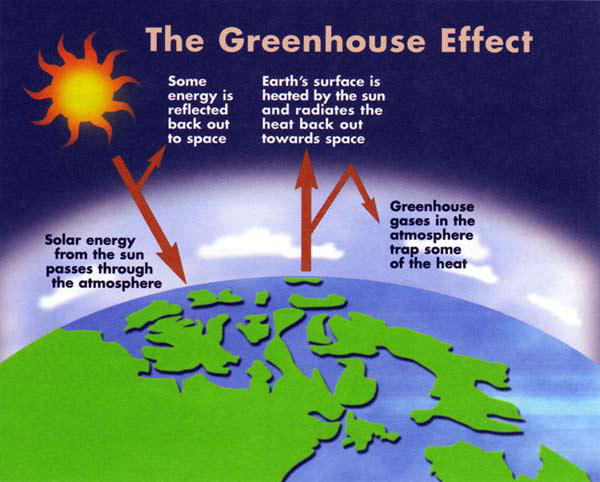 The Greenhouse Effect
Some
energy is
reflected
back out
to space
Earth's surface is
heated by the sun
and radiates the
heat back out
towards space
Solar energy
from the sun
passes through
the atmosphere
Greenhouse
gases in the
atmosphere
trap some
of the heat